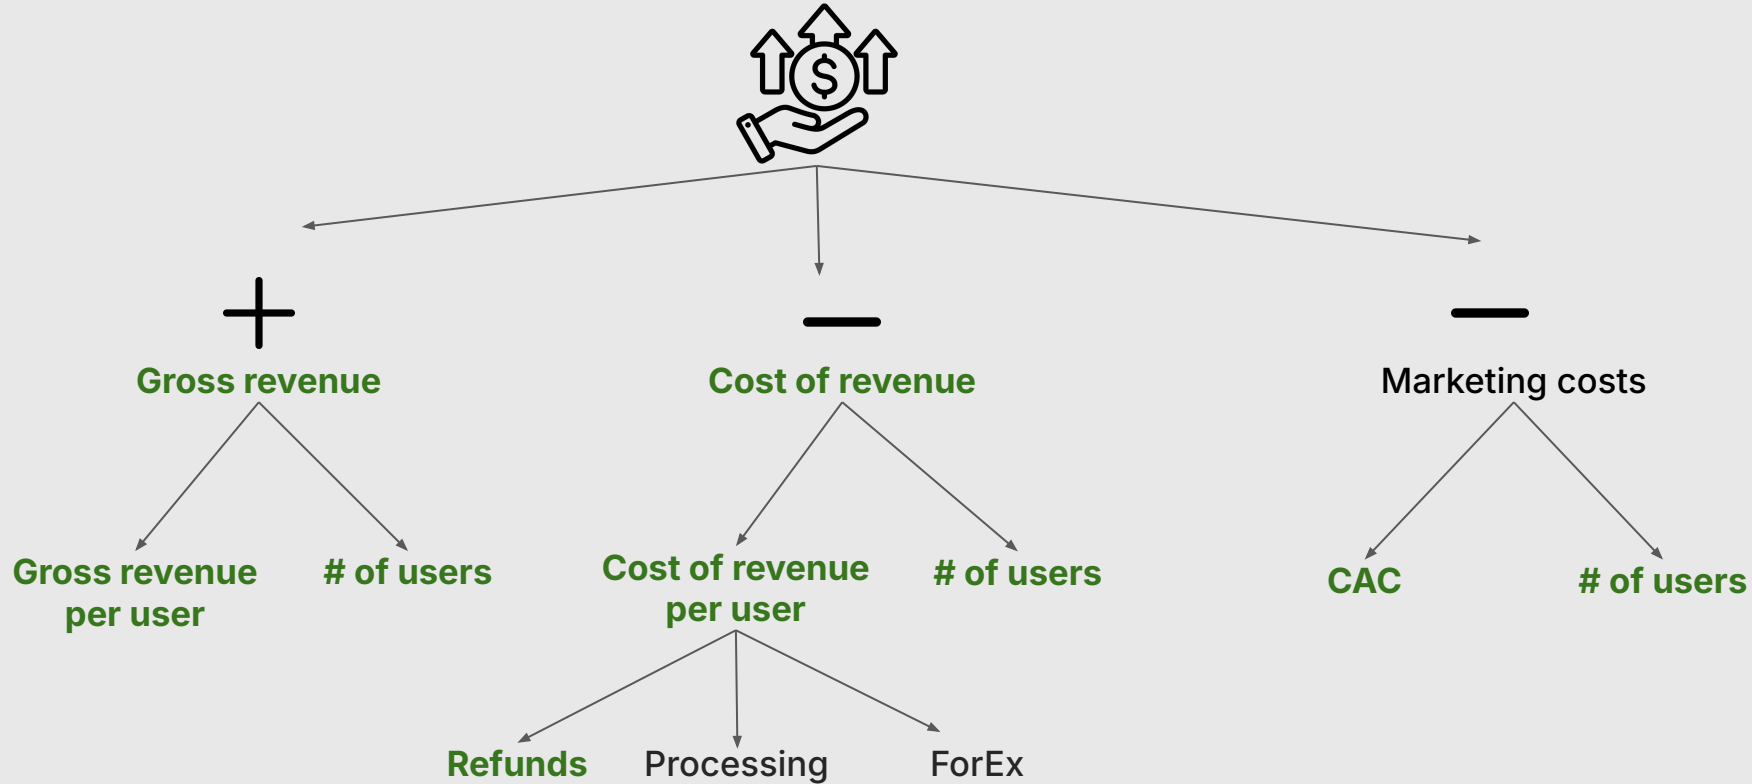 $
Gross revenue
Cost of revenue
Marketing costs
Gross revenue
per user
# of users
Cost of revenue
per user
# of users
CAC
# of users
Refunds
Processing
ForEx